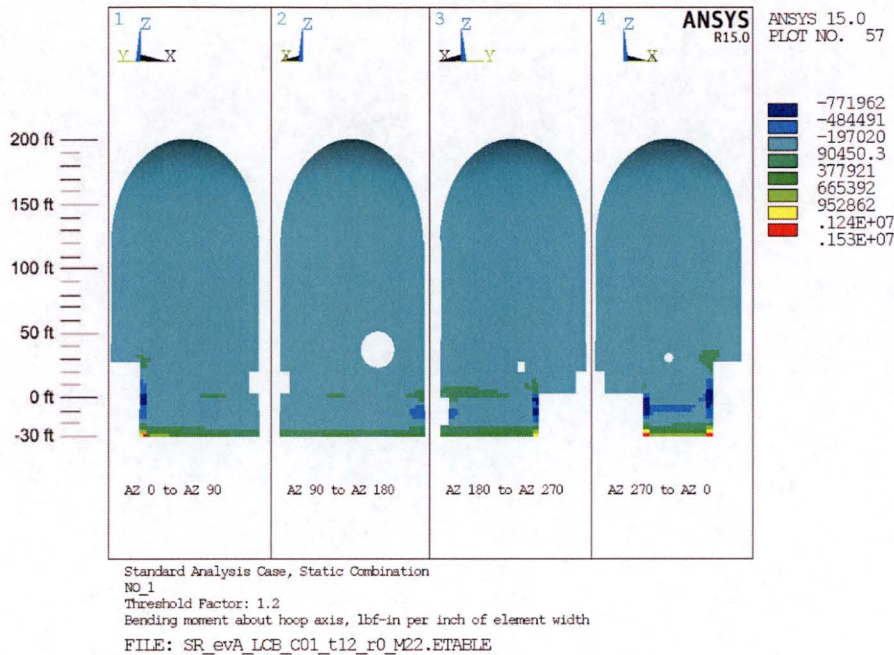 1
Z
Y
X
2
Z
X
3
Z
X
Y
4
Z
X
ANSYS
R15.0
ANSYS 15.0
PLOT NO. 57
-771962
-484491
-197020
90450.3
377921
665392
952862
.124E+07
.153E+07
200 ft
150 ft
100 ft
50 ft
0 ft
-30 ft
AZ 0 to AZ 90
AZ 90 to AZ 180
AZ 180 to AZ 270
AZ 270 to AZ 0
Standard Analysis Case, Static Combination
NO_1
Threshold Factor: 1.2
Bending moment about hoop axis, lbf-in per inch of element width
FILE: SR_evA_LCB_C01_t12_r0_M22.ETABLE